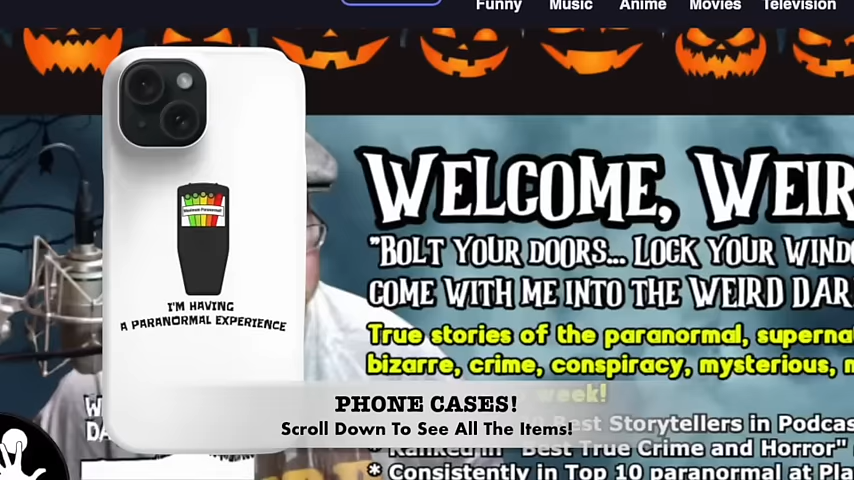 Funny Music Anime Movies Television
WELCOME, WEIR
"BOLT YOUR DOORS... LOCK YOUR WINDO
COME WITH ME INTO THE WEIRD DAR
True stories of the paranormal, superna
bizarre, crime, conspiracy, mysterious,
week!
I'M HAVING
A PARANORMAL EXPERIENCE
PHONE CASES!
Scroll Down To See All The Items!
Best Storytellers in Podcas
* Ranked in "Best True Crime and Horror"
* Consistently in Top 10 paranormal at Pla